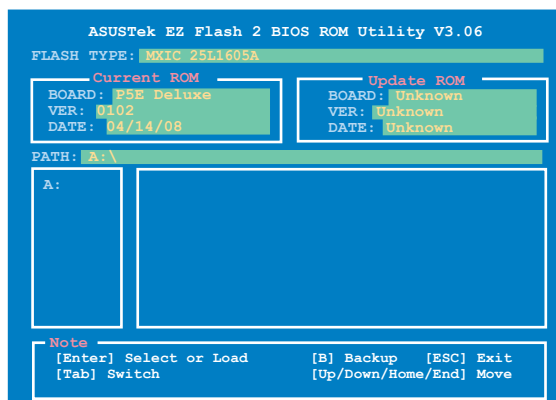 ASUSTek EZ Flash 2 BIOS ROM Utility V3.06
FLASH TYPE: MXIC 25L1605A
Current ROM
BOARD: P5E Deluxe
VER: 0102
DATE: 04/14/08
Update ROM
BOARD: Unknown
VER: Unknown
DATE: Unknown
PATH: A:\
A:
Note
[Enter] Select or Load [B] Backup [ESC] Exit
[Tab] Switch [Up/Down/Home/End] Move